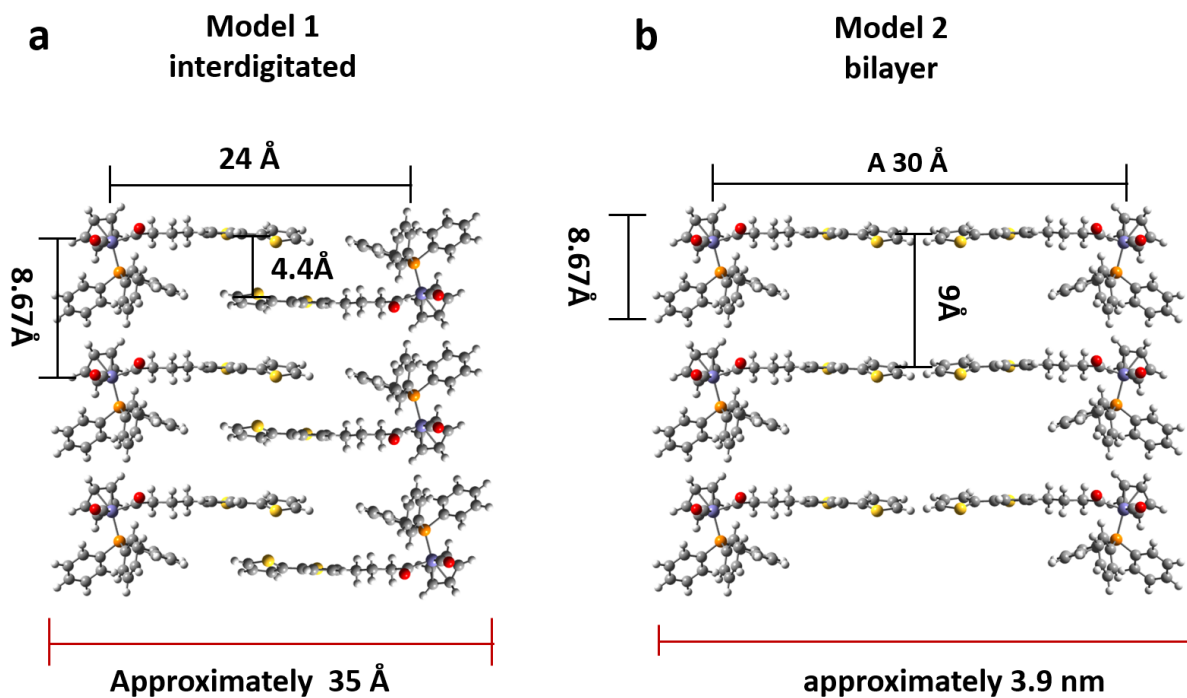 a
Model 1
interdigitated
24 Å
8.67Å
4.4Å
Approximately 35 Å
b
Model 2
bilayer
A 30 Å
8.67Å
9Å
approximately 3.9 nm